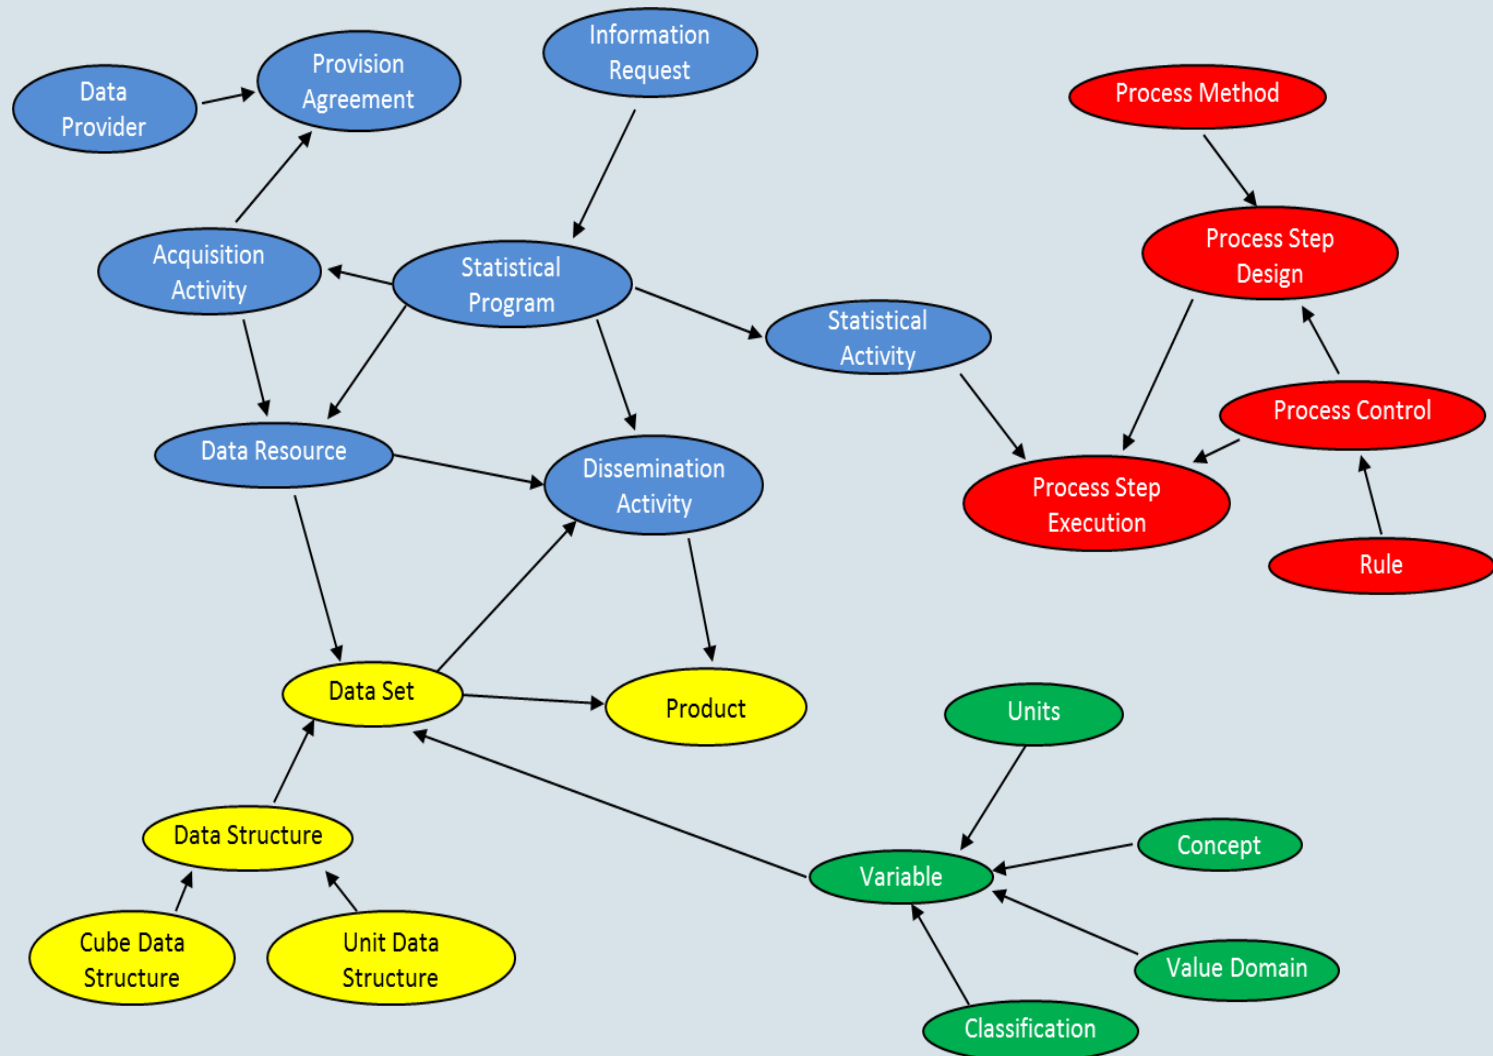 Information
Request
Provision
Agreement
Data
Provider
Process Method
Acquisition
Activity
Statistical
Program
Process Step
Design
Statistical
Activity
Process Control
Data Resource
Dissemination
Activity
Process Step
Execution
Rule
Data Set
Product
Units
Data Structure
Concept
Variable
Cube Data
Structure
Unit Data
Structure
Value Domain
Classification